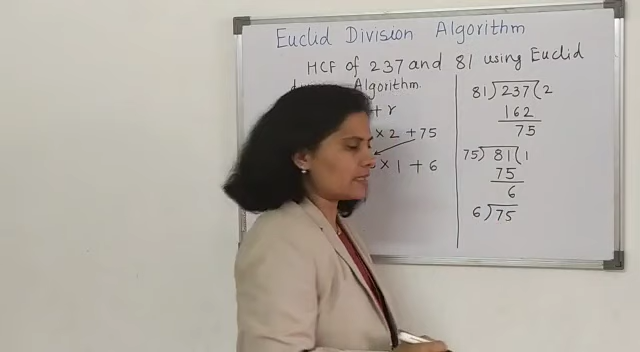 Euclid Division Algorithm
HCF of 237 and 81 using Euclid
Algorithm.
+ r
× 2 + 75
× 1 + 6
81)237(2
162
75
75)81(1
75
6
6)75